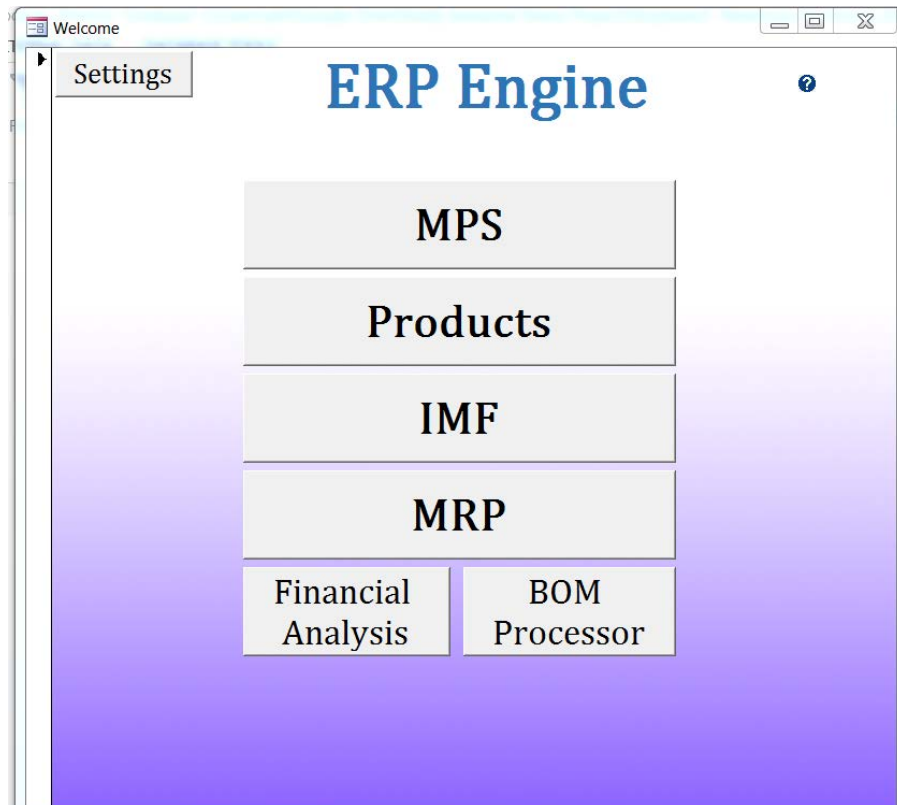 Welcome
Settings
ERP Engine
MPS
Products
IMF
MRP
Financial
Analysis
BOM
Processor